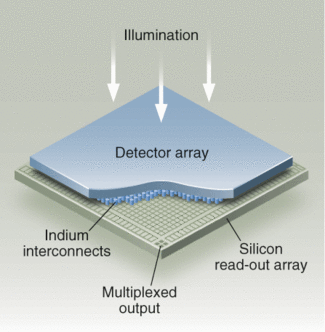 Illumination
Detector array
Indium
interconnects
Silicon
read-out array
Multiplexed
output